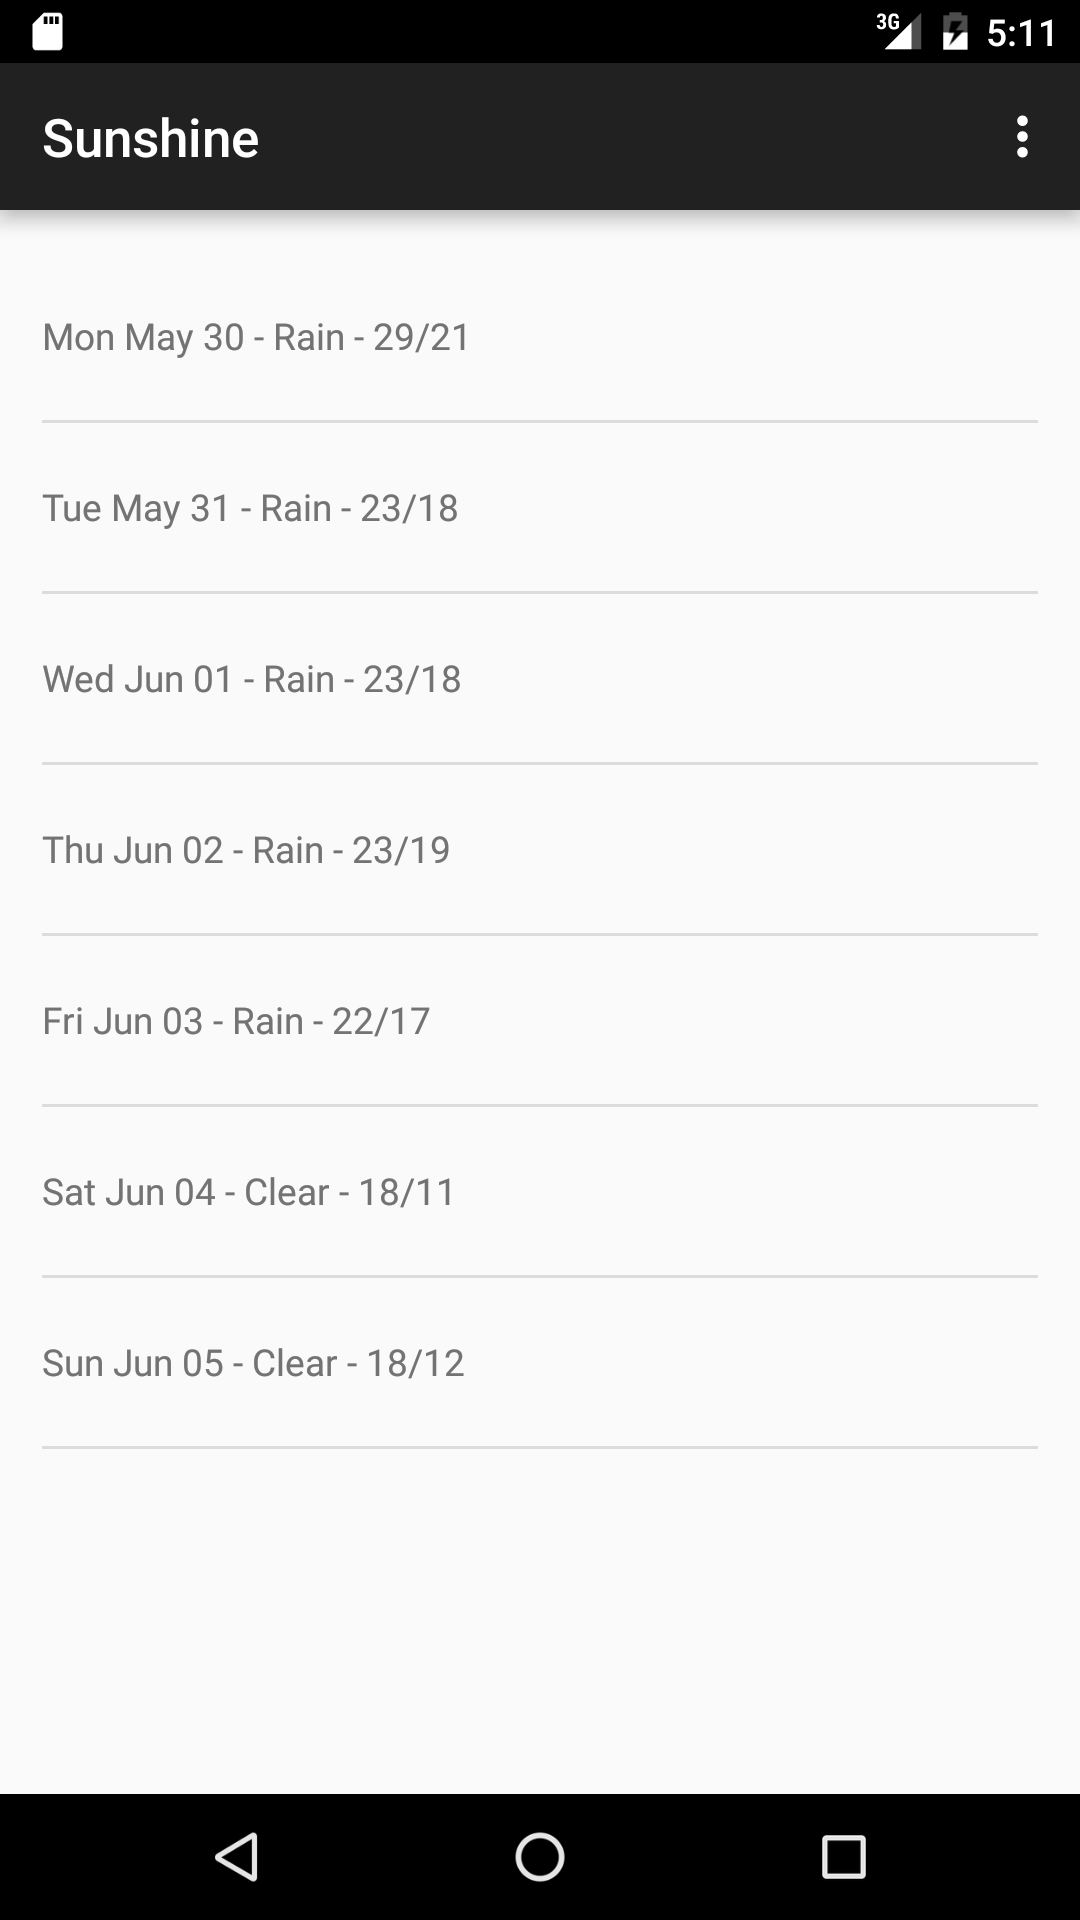 3G 5:11
Sunshine
Mon May 30 - Rain - 29/21
Tue May 31 - Rain - 23/18
Wed Jun 01 - Rain - 23/18
Thu Jun 02 - Rain - 23/19
Fri Jun 03 - Rain - 22/17
Sat Jun 04 - Clear - 18/11
Sun Jun 05 - Clear - 18/12